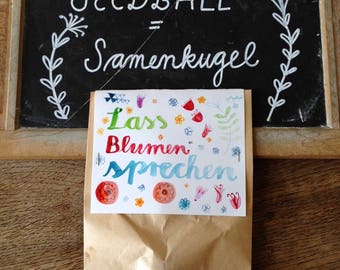 SEEDBALL
=
Samenkugel
Lass
Blumen
sprechen